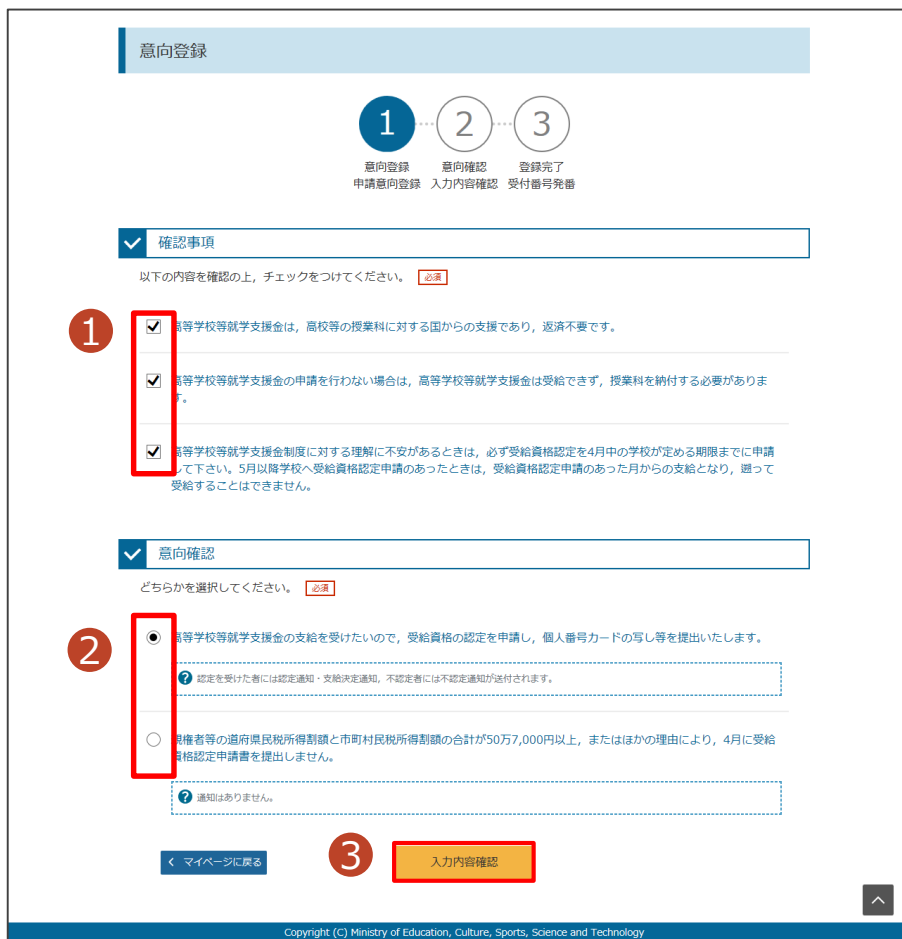 意向登録
1 2 3
意向登録 意向確認 登録完了
申請意向登録 入力内容確認 受付番号発番
確認事項
以下の内容を確認の上，チェックをつけてください。 必須
1
高等学校等就学支援金は，高校等の授業料に対する国からの支援であり，返済不要です。
高等学校等就学支援金の申請を行わない場合は，高等学校等就学支援金は受給できず，授業料を納付する必要がありま
す。
高等学校等就学支援金制度に対する理解に不安があるときは，必ず受給資格認定を4月中の学校が定める期限までに申請
して下さい。5月以降学校へ受給資格認定申請のあったときは，受給資格認定申請のあった月からの支給となり，遡って
受給することはできません。
意向確認
どちらかを選択してください。 必須
2
高等学校等就学支援金の支給を受けたいので，受給資格の認定を申請し，個人番号カードの写し等を提出いたします。
? 認定を受けた者には認定通知・支給決定通知，不認定者には不認定通知が送付されます。
親権者等の道府県民税所得割額と市町村民税所得割額の合計が50万7,000円以上，またはほかの理由により，4月に受給
資格認定申請書を提出しません。
? 通知はありません。
マイページに戻る
3
入力内容確認
Copyright (C) Ministry of Education, Culture, Sports, Science and Technology